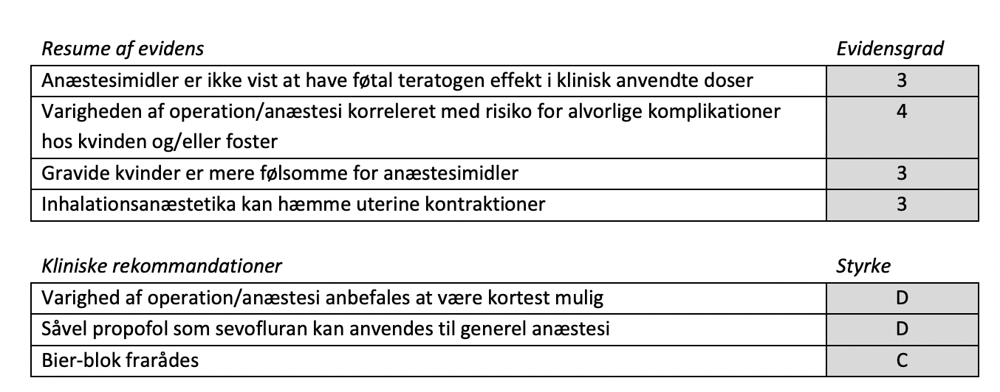 Resume af evidens Evidensgrad
Anæstesimidler er ikke vist at have føtal teratogen effekt i klinisk anvendte doser 3
Varigheden af operation/anæstesi korreleret med risiko for alvorlige komplikationer 4
hos kvinden og/eller foster
Gravide kvinder er mere følsomme for anæstesimidler 3
Inhalationsanæstetika kan hæmme uterine kontraktioner 3
Kliniske rekommandationer Styrke
Varighed af operation/anæstesi anbefales at være kortest mulig D
Såvel propofol som sevofluran kan anvendes til generel anæstesi D
Bier-blok frarådes C